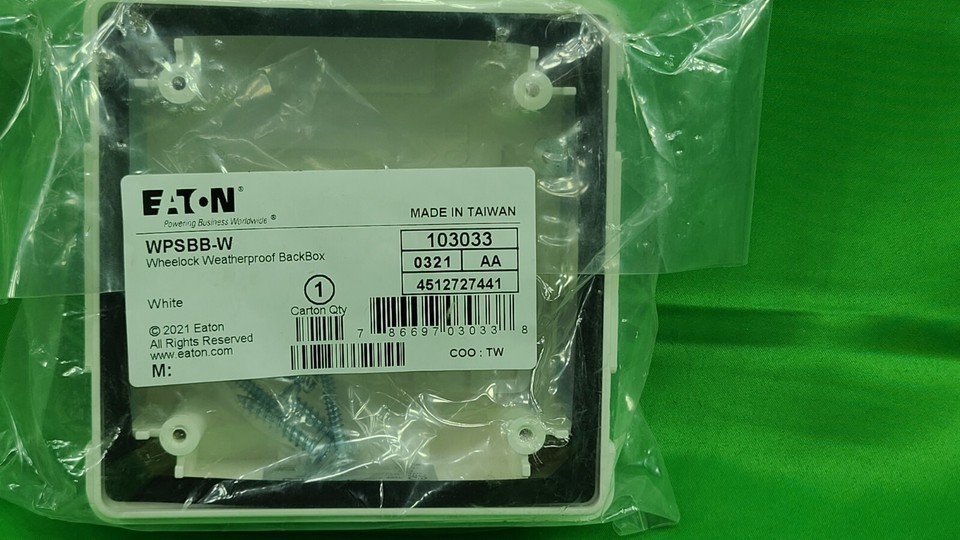 EATON®
Powering Business Worldwide ®
MADE IN TAIWAN
WPSBB-W
Wheelock Weatherproof BackBox
103033
0321 AA
4512727441
White
1
Carton Qty
7 86697 03033 8
© 2021 Eaton
All Rights Reserved
www.eaton.com
M:
COO : TW